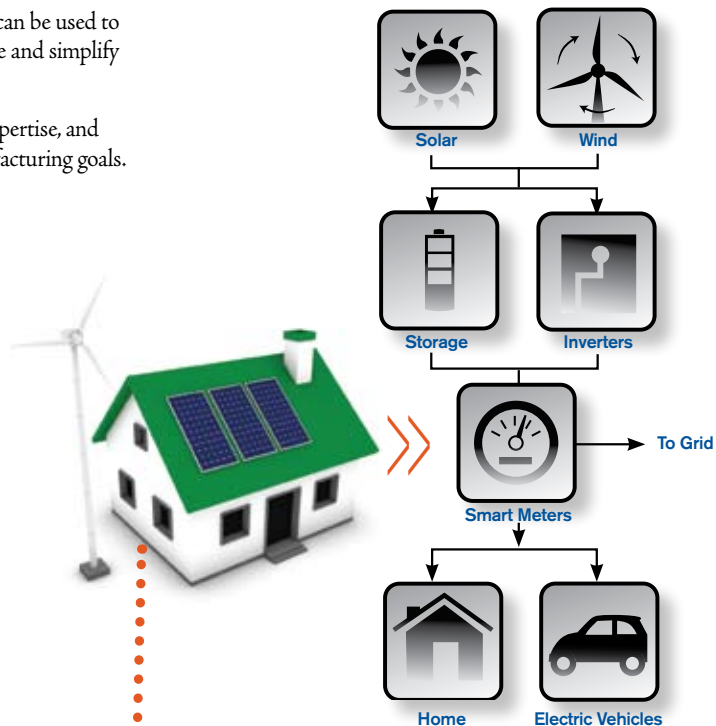 can be used to
e and simplify
pertise, and
facturing goals.
Solar
Wind
Storage
Inverters
To Grid
Smart Meters
Home
Electric Vehicles